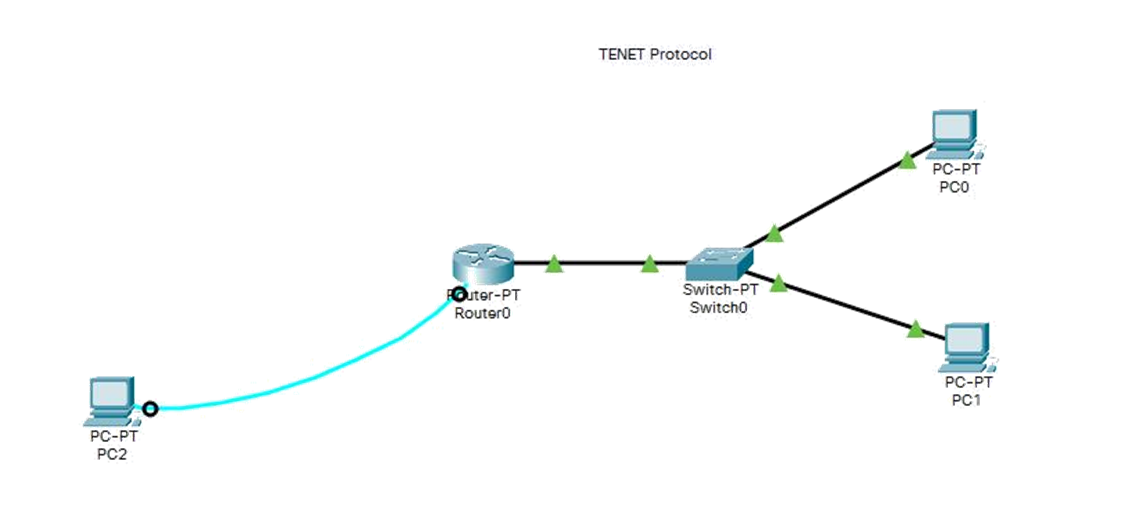 TENET Protocol
PC-PT
PC0
Router-PT
Router0
Switch-PT
Switch0
PC-PT
PC1
PC-PT
PC2